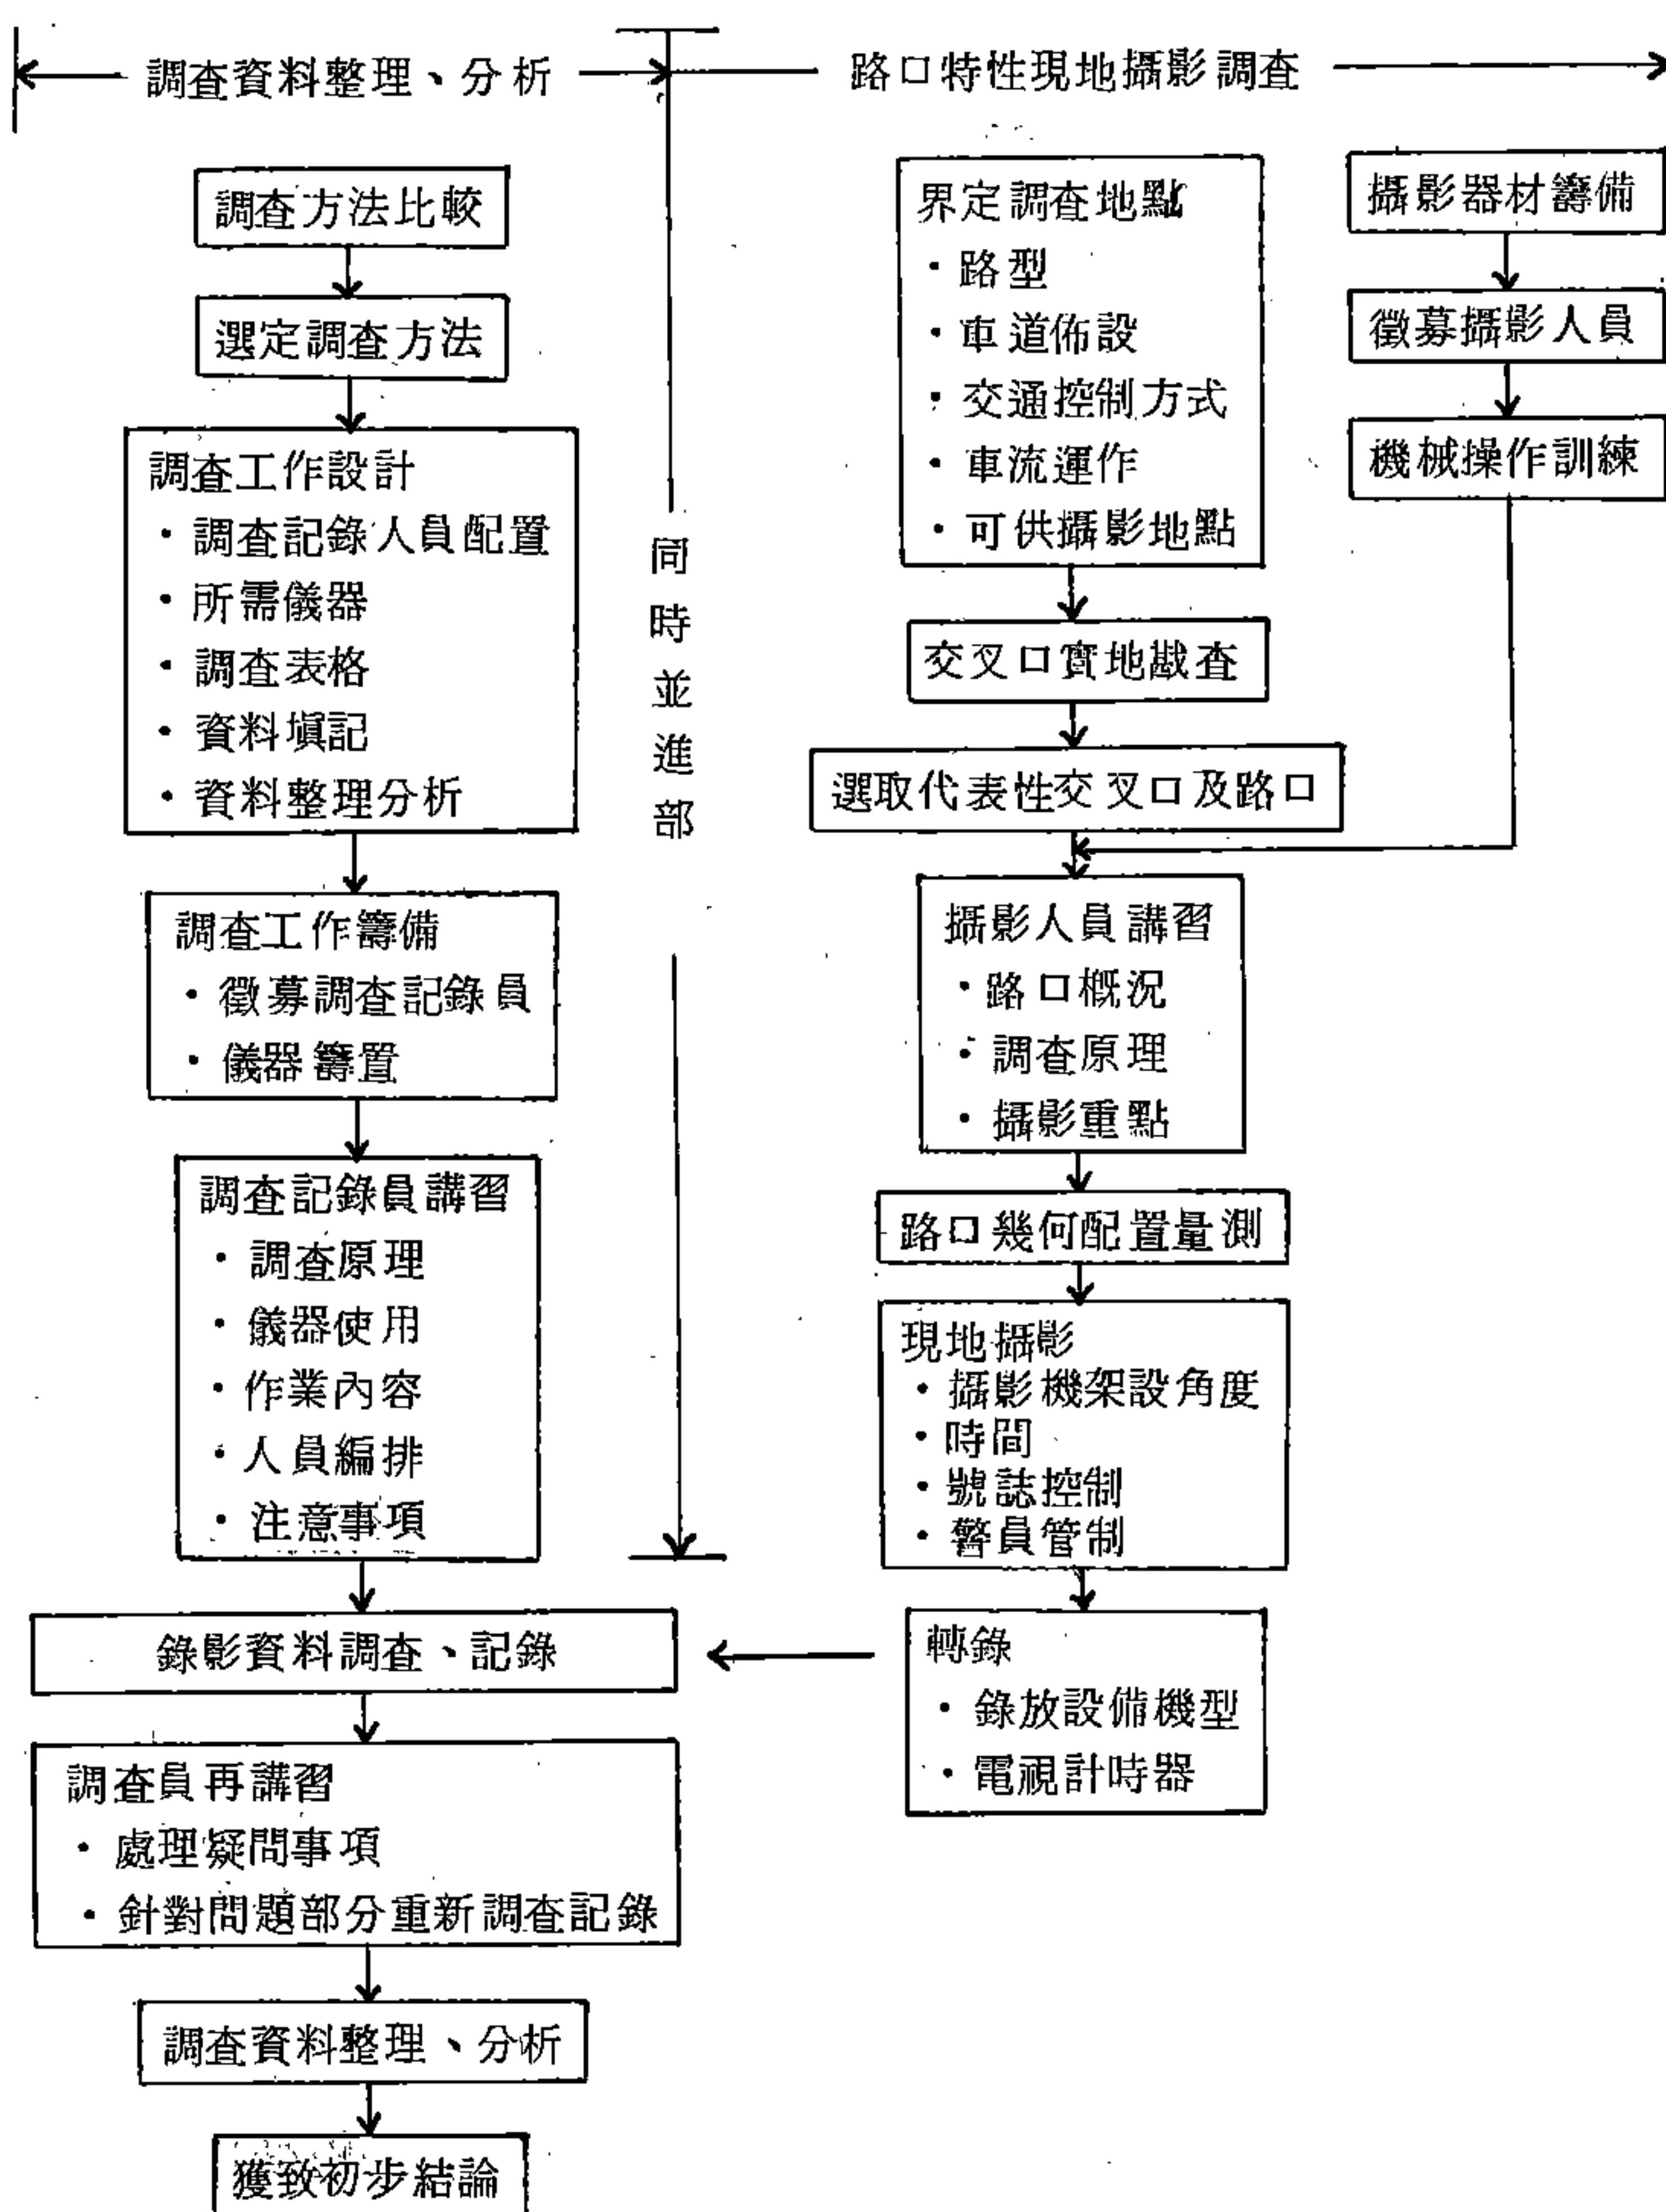 調查資料整理、分析
路口特性現地攝影調查
調查方法比較
選定調查方法
調查工作設計
・調查記錄人員配置
・所需儀器
・調查表格
・資料填記
・資料整理分析
調查工作籌備
・徵募調查記錄員
・儀器籌置
調查記錄員講習
・調查原理
・儀器使用
・作業內容
・人員編排
・注意事項
錄影資料調查、記錄
調查員再講習
・處理疑問事項
・針對問題部分重新調查記錄
調查資料整理、分析
獲致初步結論
同時並進部
界定調查地點
・路型
・車道佈設
・交通控制方式
・車流運作
・可供攝影地點
交叉口實地勘查
選取代表性交叉口及路口
攝影人員講習
・路口概況
・調查原理
・攝影重點
路口幾何配置量測
現地攝影
・攝影機架設角度
・時間
・號誌控制
・警員管制
轉錄
・錄放設備機型
・電視計時器
攝影器材籌備
徵募攝影人員
機械操作訓練